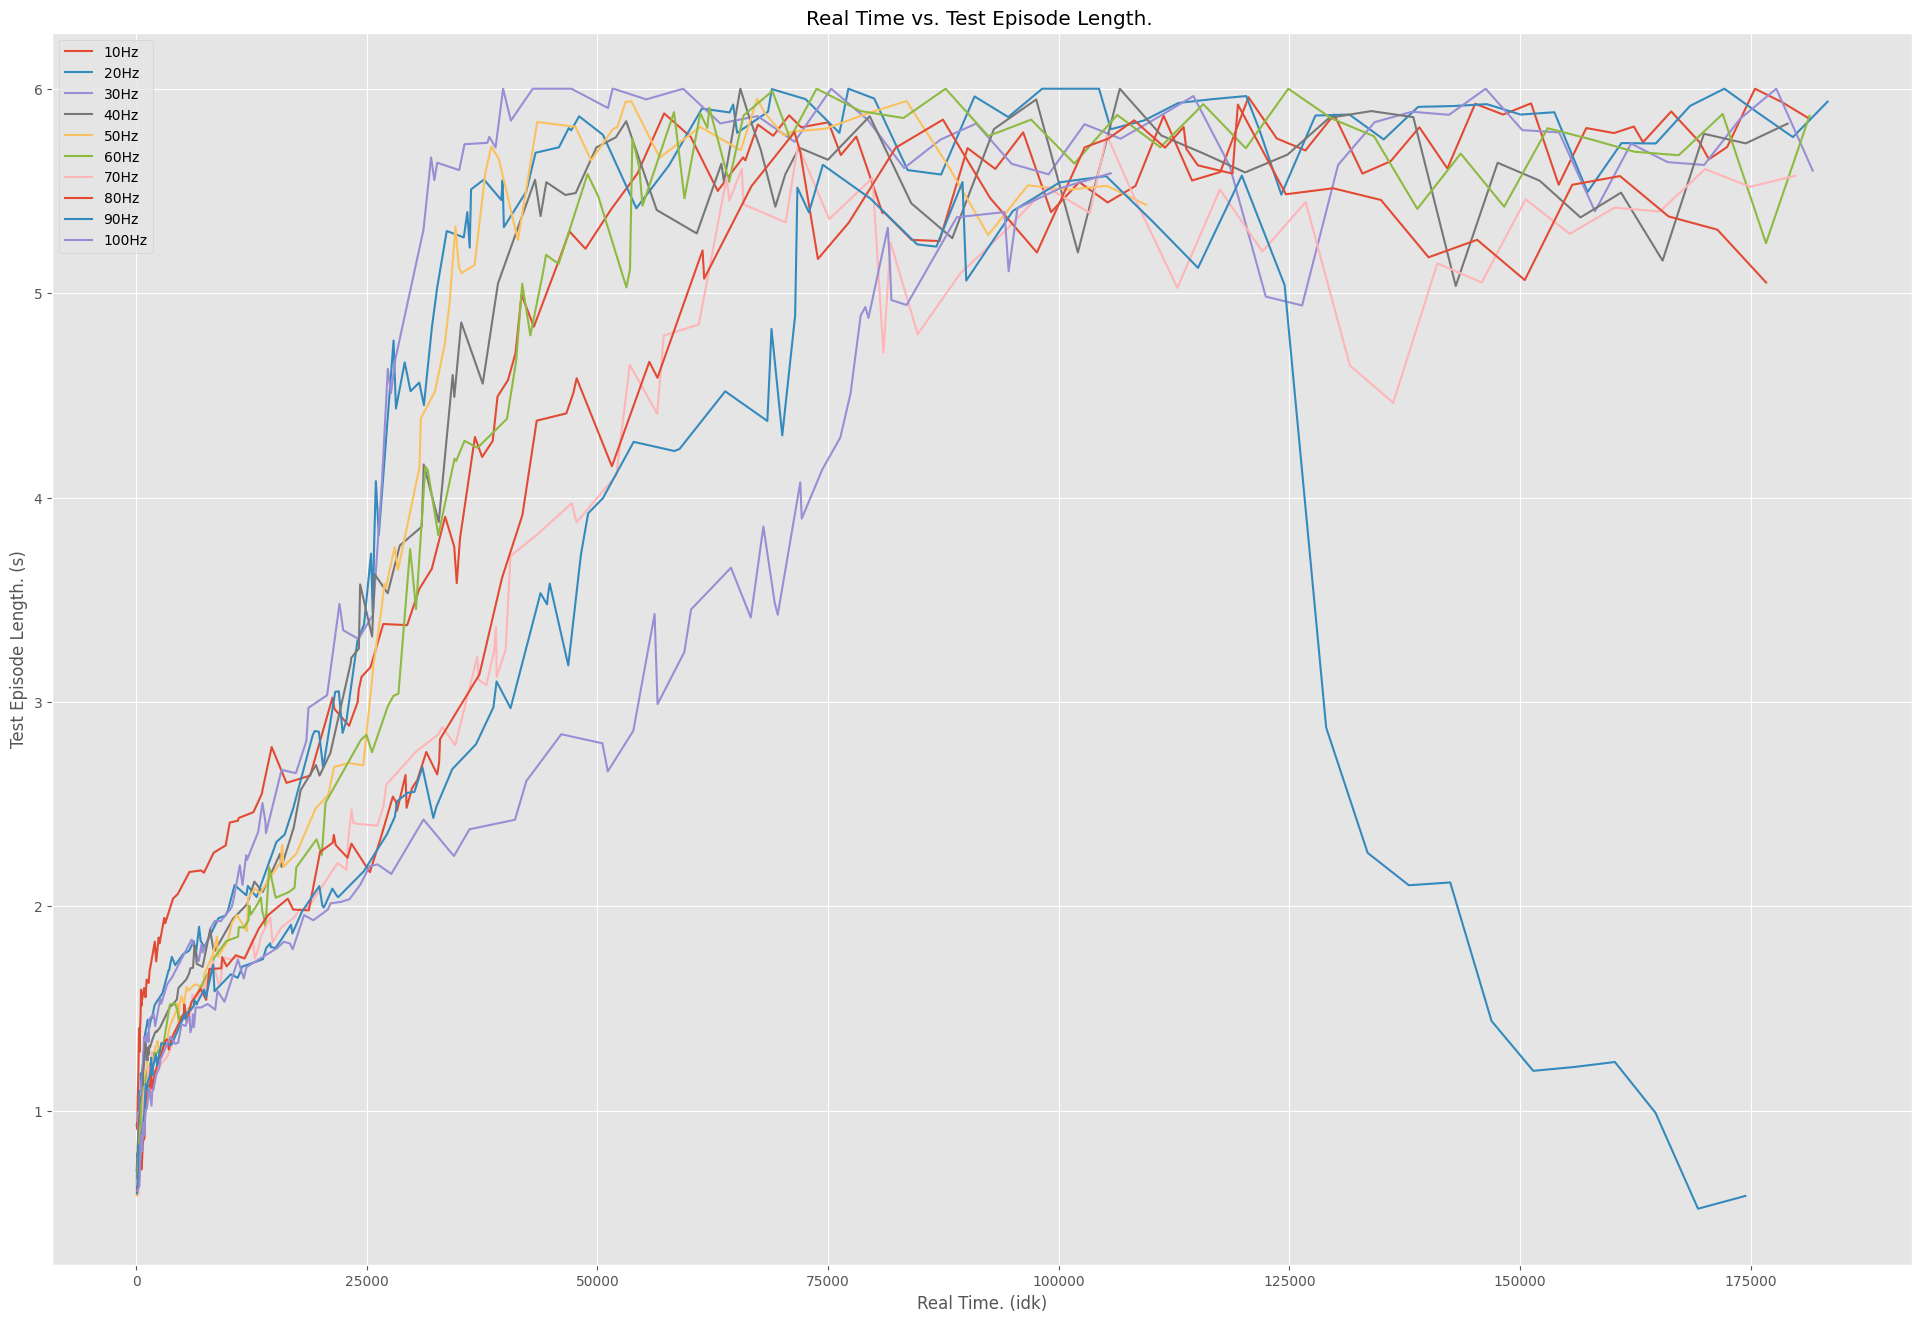 Real Time vs. Test Episode Length.
10Hz
20Hz
30Hz
40Hz
50Hz
60Hz
70Hz
80Hz
90Hz
100Hz
Test Episode Length. (s)
6
5
4
3
2
1
0
25000
50000
75000
100000
125000
150000
175000
Real Time. (idk)